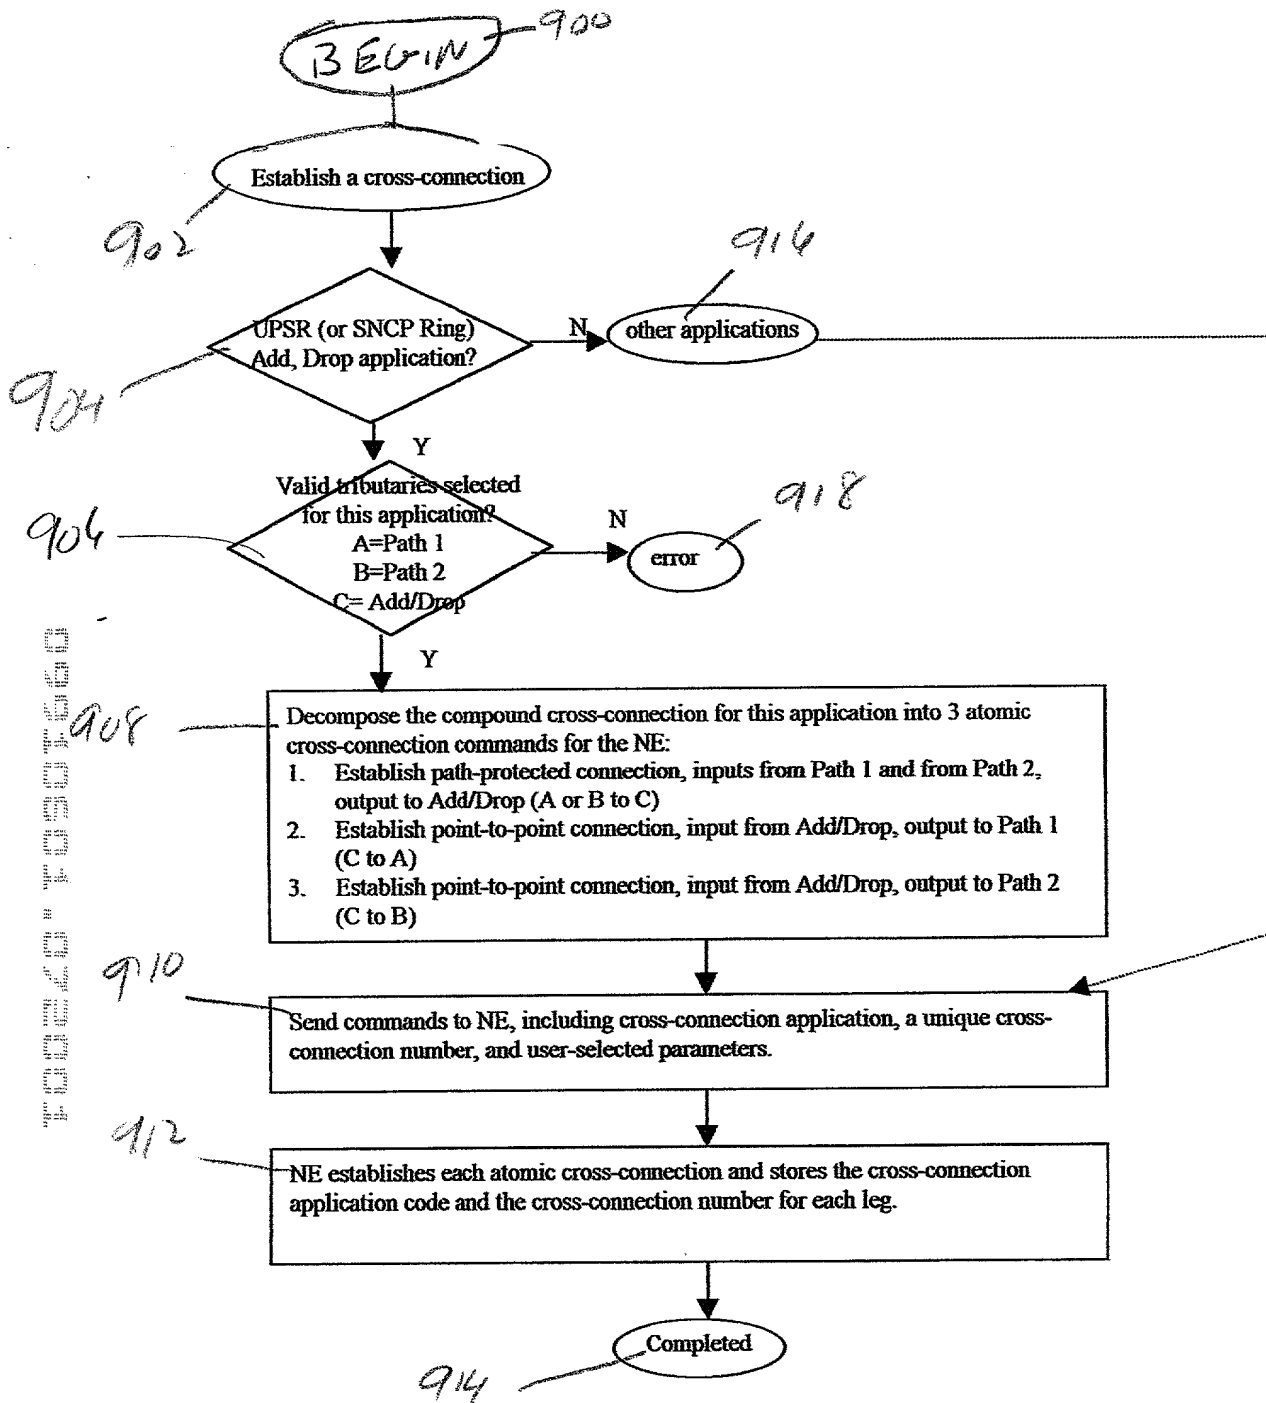 BEGIN
900
Establish a cross-connection
902
916
UPSR (or SNCP Ring)
Add, Drop application?
N
other applications
904
Y
Valid tributaries selected
for this application?
A=Path 1
B=Path 2
C= Add/Drop
N
918
error
906
Y
908
Decompose the compound cross-connection for this application into 3 atomic
cross-connection commands for the NE:
1. Establish path-protected connection, inputs from Path 1 and from Path 2,
output to Add/Drop (A or B to C)
2. Establish point-to-point connection, input from Add/Drop, output to Path 1
(C to A)
3. Establish point-to-point connection, input from Add/Drop, output to Path 2
(C to B)
910
Send commands to NE, including cross-connection application, a unique cross-
connection number, and user-selected parameters.
912
NE establishes each atomic cross-connection and stores the cross-connection
application code and the cross-connection number for each leg.
Completed
914